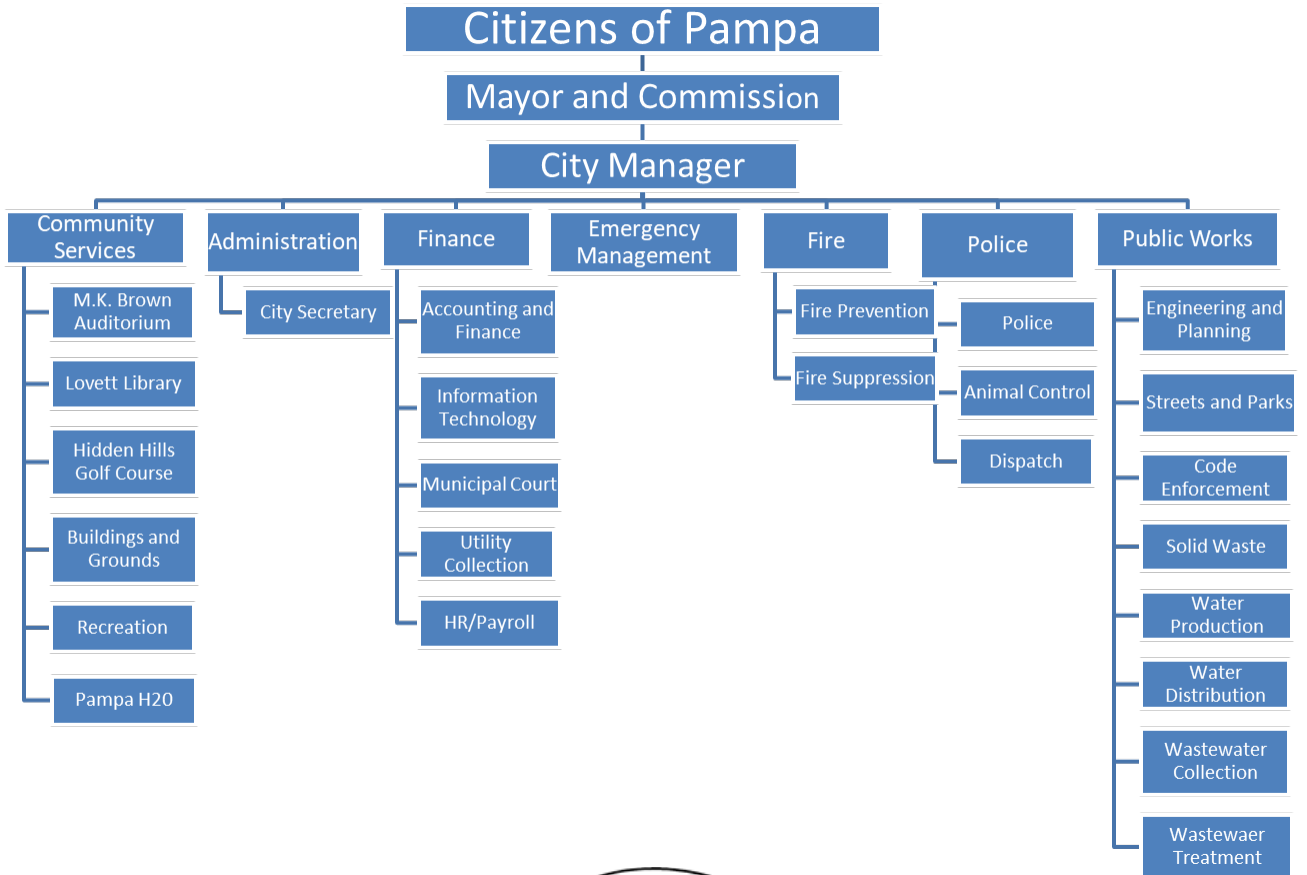 Citizens of Pampa
Mayor and Commission
City Manager
Community
Services
M.K. Brown
Auditorium
Lovett Library
Hidden Hills
Golf Course
Buildings and
Grounds
Recreation
Pampa H20
Administration
City Secretary
Finance
Accounting and
Finance
Information
Technology
Municipal Court
Utility
Collection
HR/Payroll
Emergency
Management
Fire
Fire Prevention
Fire Suppression
Police
Police
Animal Control
Dispatch
Public Works
Engineering and
Planning
Streets and Parks
Code
Enforcement
Solid Waste
Water
Production
Water
Distribution
Wastewater
Collection
Wastewaer
Treatment